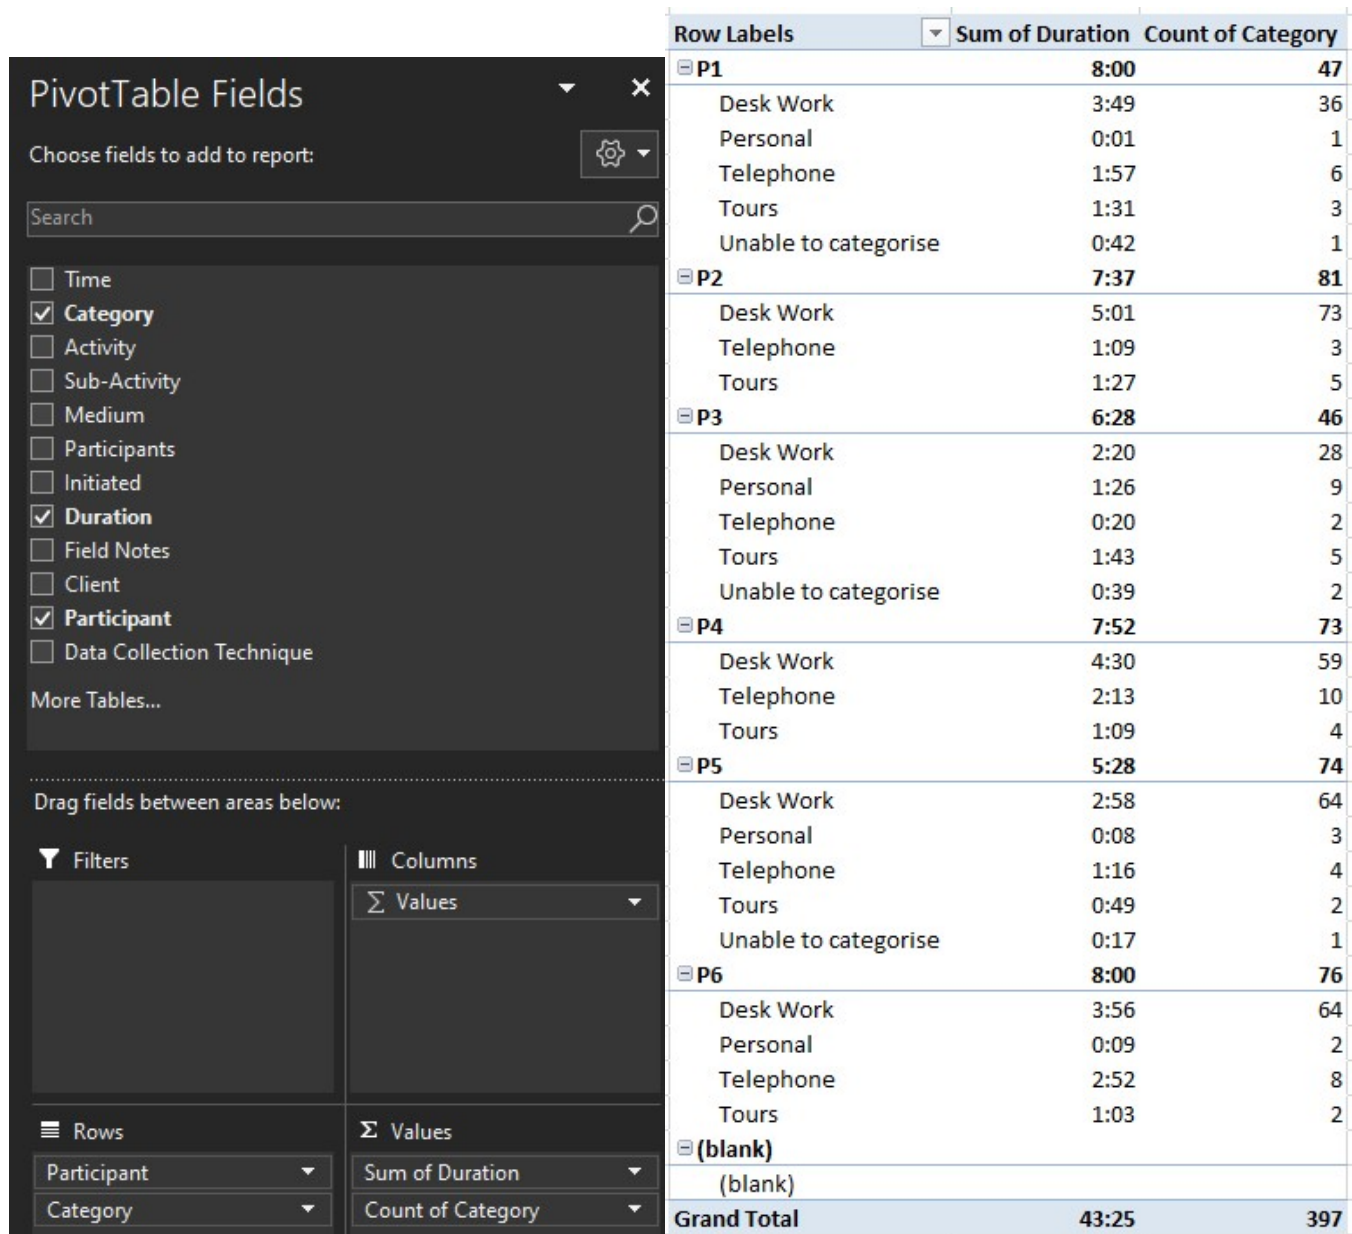 PivotTable Fields
Choose fields to add to report:
Search
Time
Category
Activity
Sub-Activity
Medium
Participants
Initiated
Duration
Field Notes
Client
Participant
Data Collection Technique
More Tables...
Drag fields between areas below:
Filters
Columns
Σ Values
Rows
Σ Values
Participant
Sum of Duration
Category
Count of Category
Row Labels Sum of Duration Count of Category
P1 8:00 47
Desk Work 3:49 36
Personal 0:01 1
Telephone 1:57 6
Tours 1:31 3
Unable to categorise 0:42 1
P2 7:37 81
Desk Work 5:01 73
Telephone 1:09 3
Tours 1:27 5
P3 6:28 46
Desk Work 2:20 28
Personal 1:26 9
Telephone 0:20 2
Tours 1:43 5
Unable to categorise 0:39 2
P4 7:52 73
Desk Work 4:30 59
Telephone 2:13 10
Tours 1:09 4
P5 5:28 74
Desk Work 2:58 64
Personal 0:08 3
Telephone 1:16 4
Tours 0:49 2
Unable to categorise 0:17 1
P6 8:00 76
Desk Work 3:56 64
Personal 0:09 2
Telephone 2:52 8
Tours 1:03 2
(blank)
(blank)
Grand Total 43:25 397